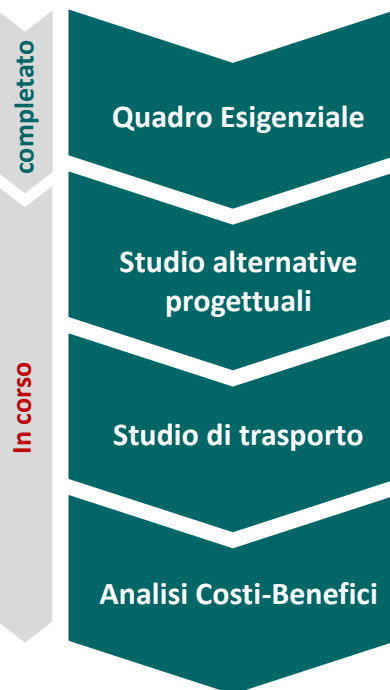 completato
Quadro Esigenziale
In corso
Studio alternative
progettuali
Studio di trasporto
Analisi Costi-Benefici